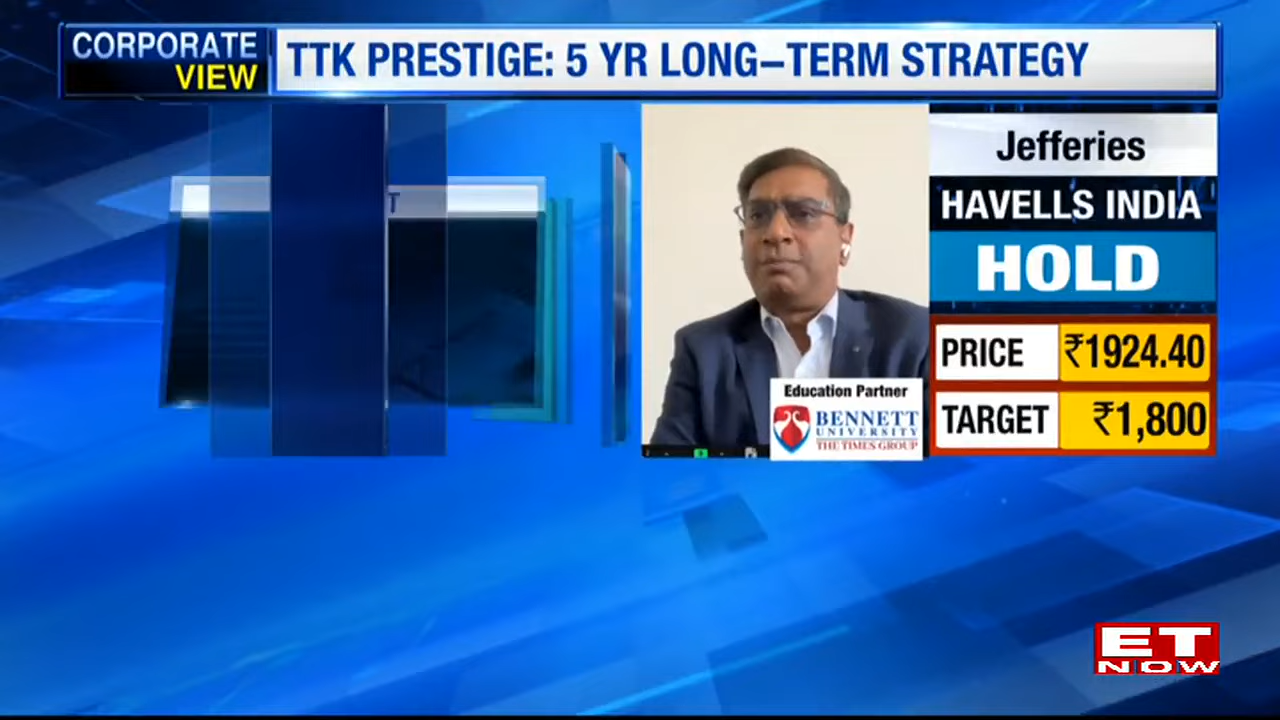 CORPORATE
VIEW
TTK PRESTIGE: 5 YR LONG–TERM STRATEGY
T
Jefferies
HAVELLS INDIA
HOLD
PRICE
₹1924.40
TARGET
₹1,800
Education Partner
BENNETT
UNIVERSITY
THE TIMES GROUP
ET
NOW